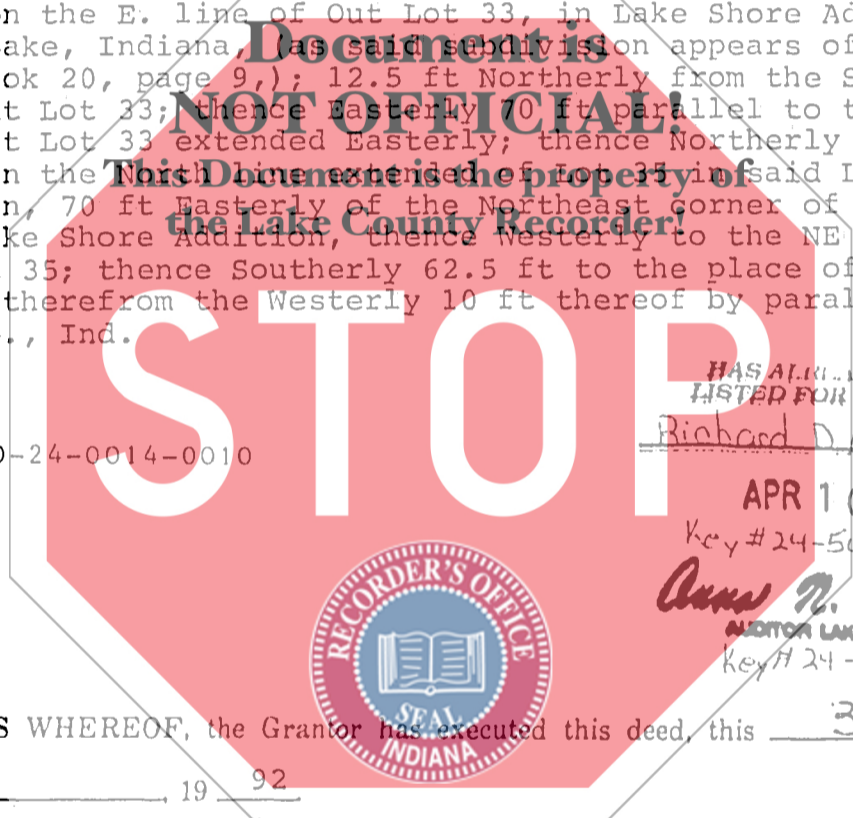 n the E. line of Out Lot 33, in Lake Shore Ad
ake, Indiana, (as said subdivision appears of
Document is
ok 20, page 9,); 12.5 ft Northerly from the S
t Lot 33; thence Easterly 70 ft parallel to t
NOT OFFICIAL!
t Lot 33 extended Easterly; thence Northerly
n the North line extended of Lot 35 in said L
This Document is the property of
n, 70 ft Easterly of the Northeast corner of
the Lake County Recorder!
ke Shore Addition, thence Westerly to the NE
35; thence Southerly 62.5 ft to the place of
therefrom the Westerly 10 ft thereof by paral
., Ind.
STOP
HAS ALR
LISTED FOR
Richard D
0-24-0014-0010
APR 1
Key # 24-5
Anna N.
AUDITOR LAK
Key # 24-
RECORDER'S OFFICE
SEAL
INDIANA
S WHEREOF, the Grantor has executed this deed, this 3
19 92